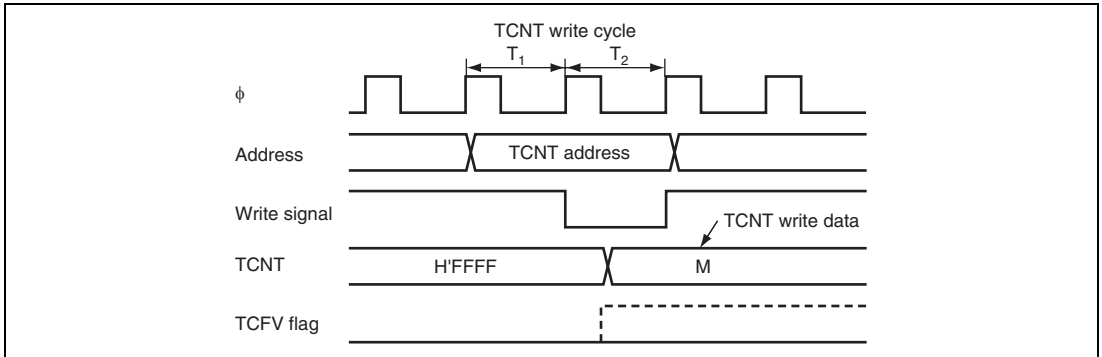 TCNT write cycle
T1 T2
ϕ
Address TCNT address
Write signal
TCNT write data
TCNT H'FFFF M
TCFV flag